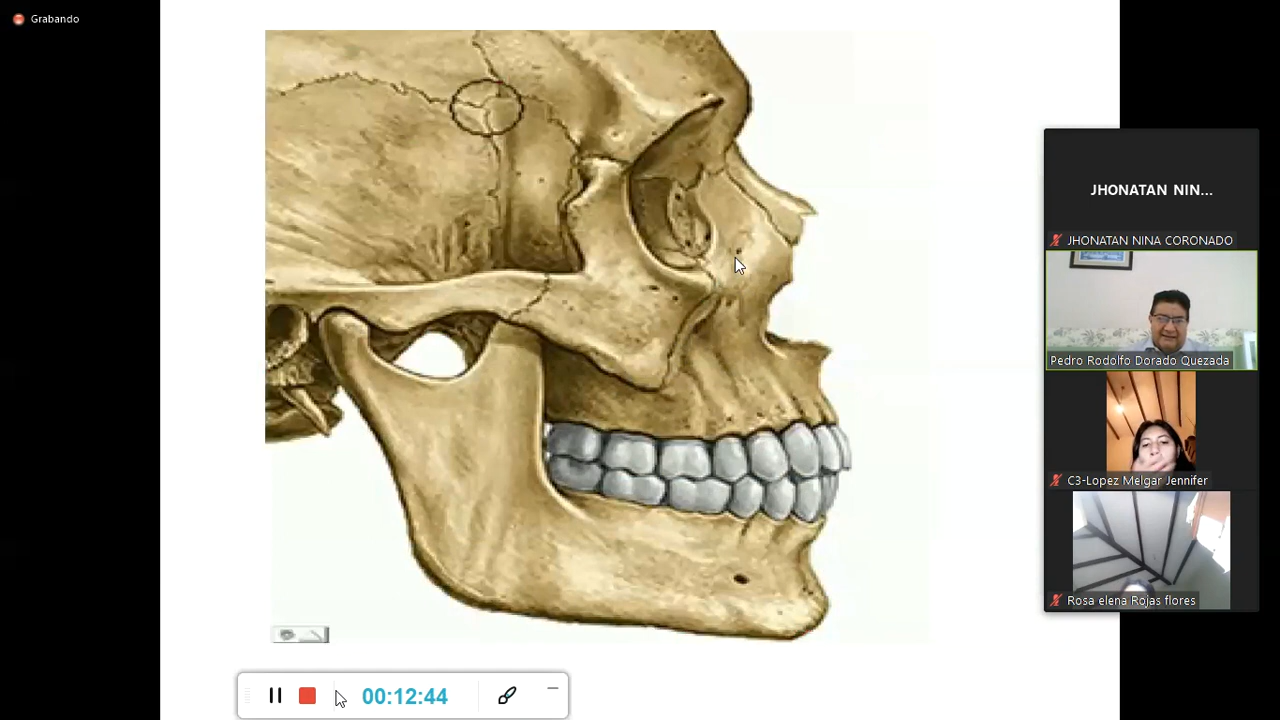 Grabando
JHONATAN NIN...
JHONATAN NINA CORONADO
Pedro Rodolfo Dorado Quezada
C3-Lopez Melgar Jennifer
Rosa elena Rojas flores
00:12:44